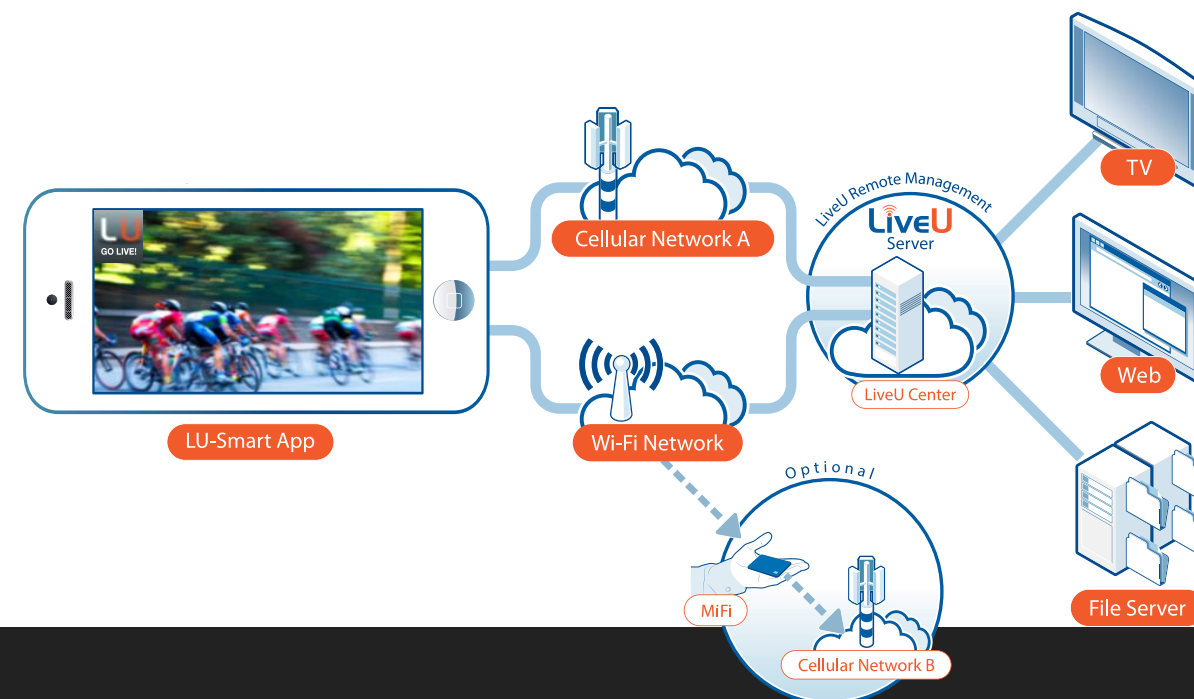 LU
GO LIVE!
LU-Smart App
Cellular Network A
Wi-Fi Network
LiveU Remote Management
LiveU
Server
LiveU Center
TV
Web
File Server
Optional
MiFi
Cellular Network B